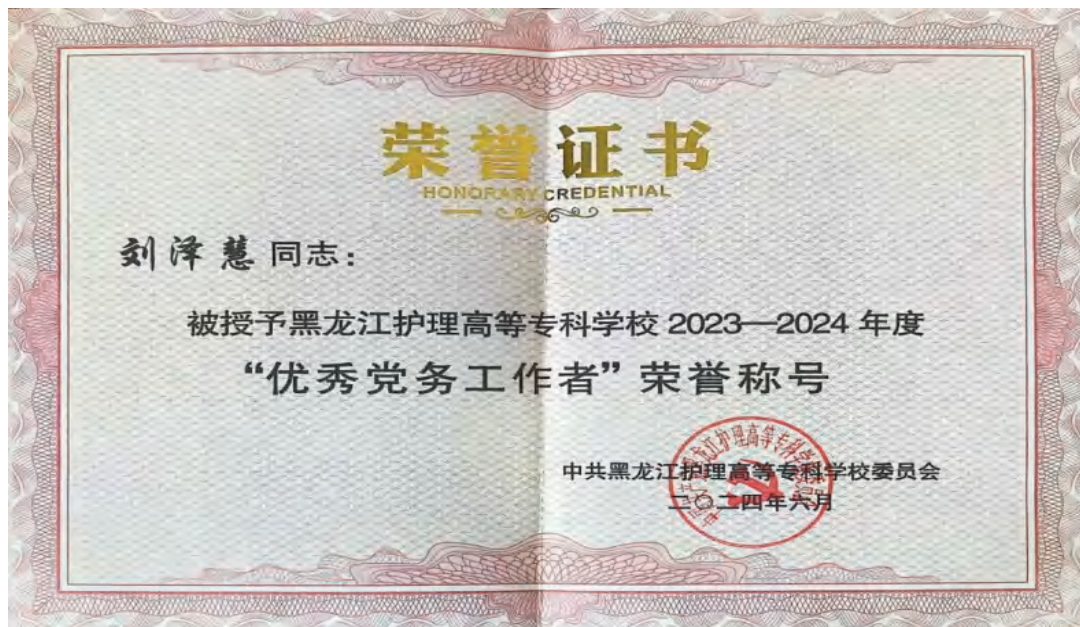 荣誉证书
HONORARY CREDENTIAL
刘泽慧同志：
被授予黑龙江护理高等专科学校 2023—2024 年度
“优秀党务工作者”荣誉称号
中共黑龙江护理高等专科学校委员会
二〇二四年六月